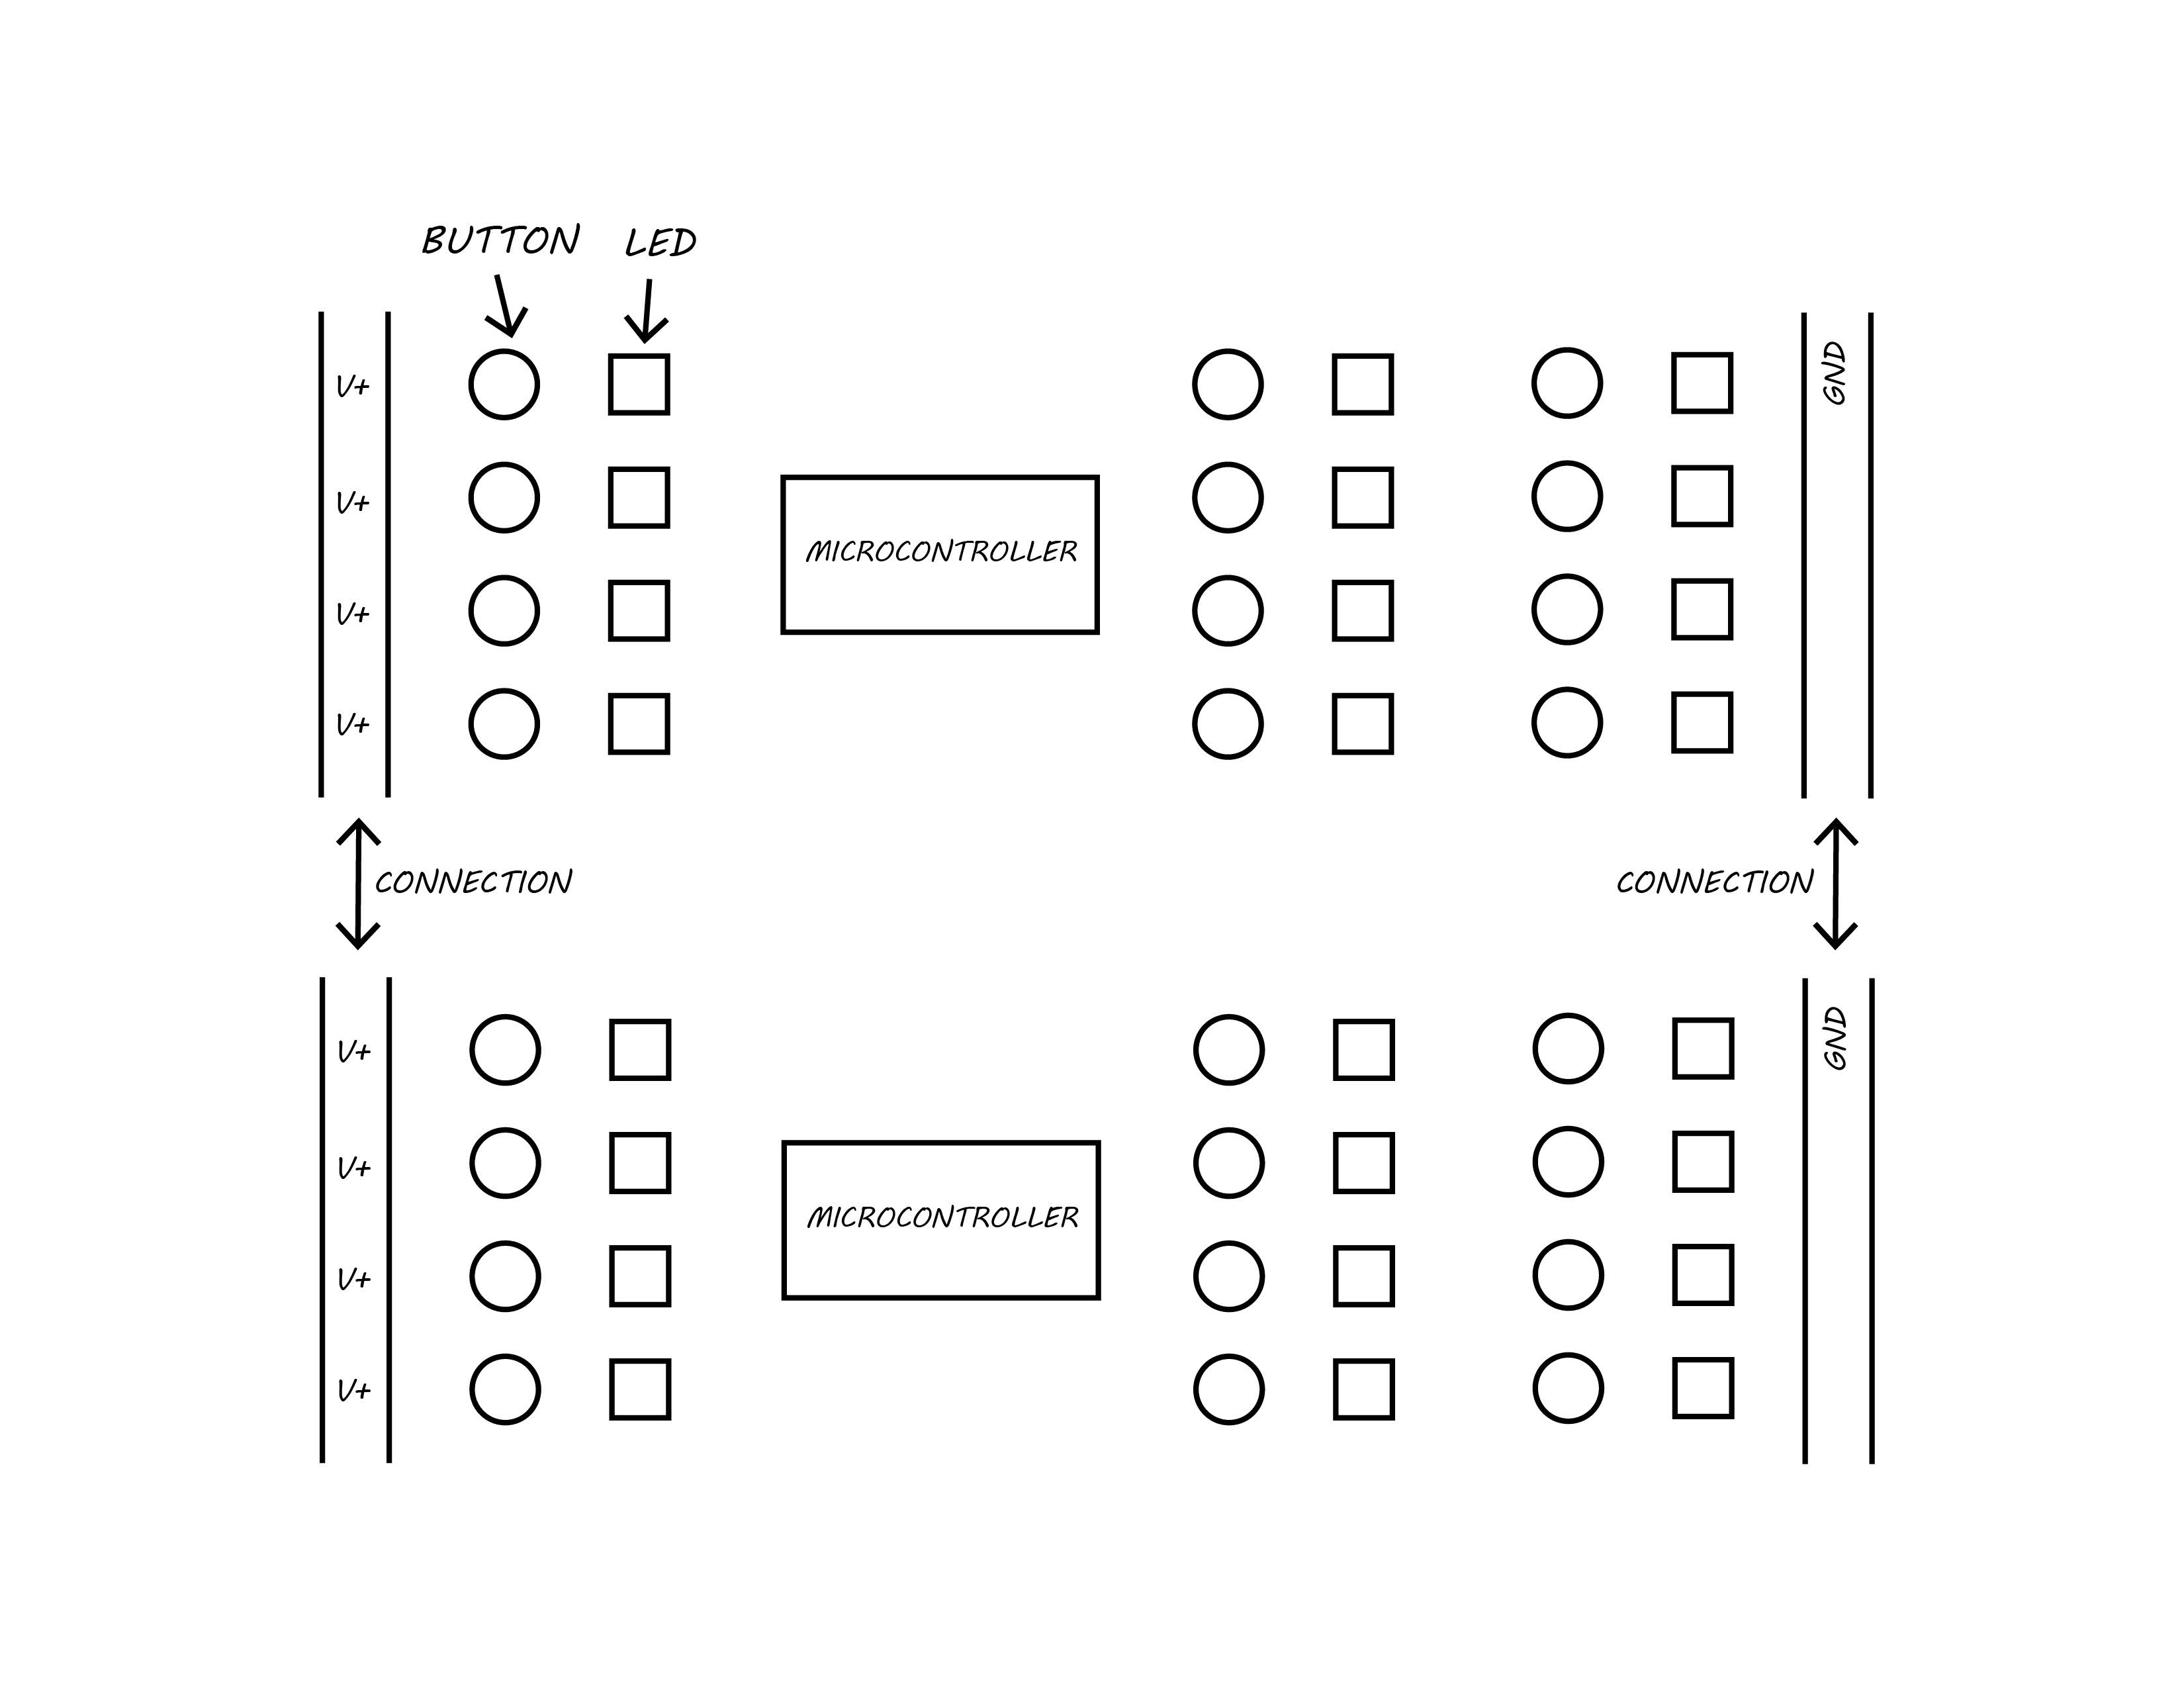 BUTTON LED
V+
GND
V+
MICROCONTROLLER
V+
V+
CONNECTION
CONNECTION
V+
GND
V+
MICROCONTROLLER
V+
V+